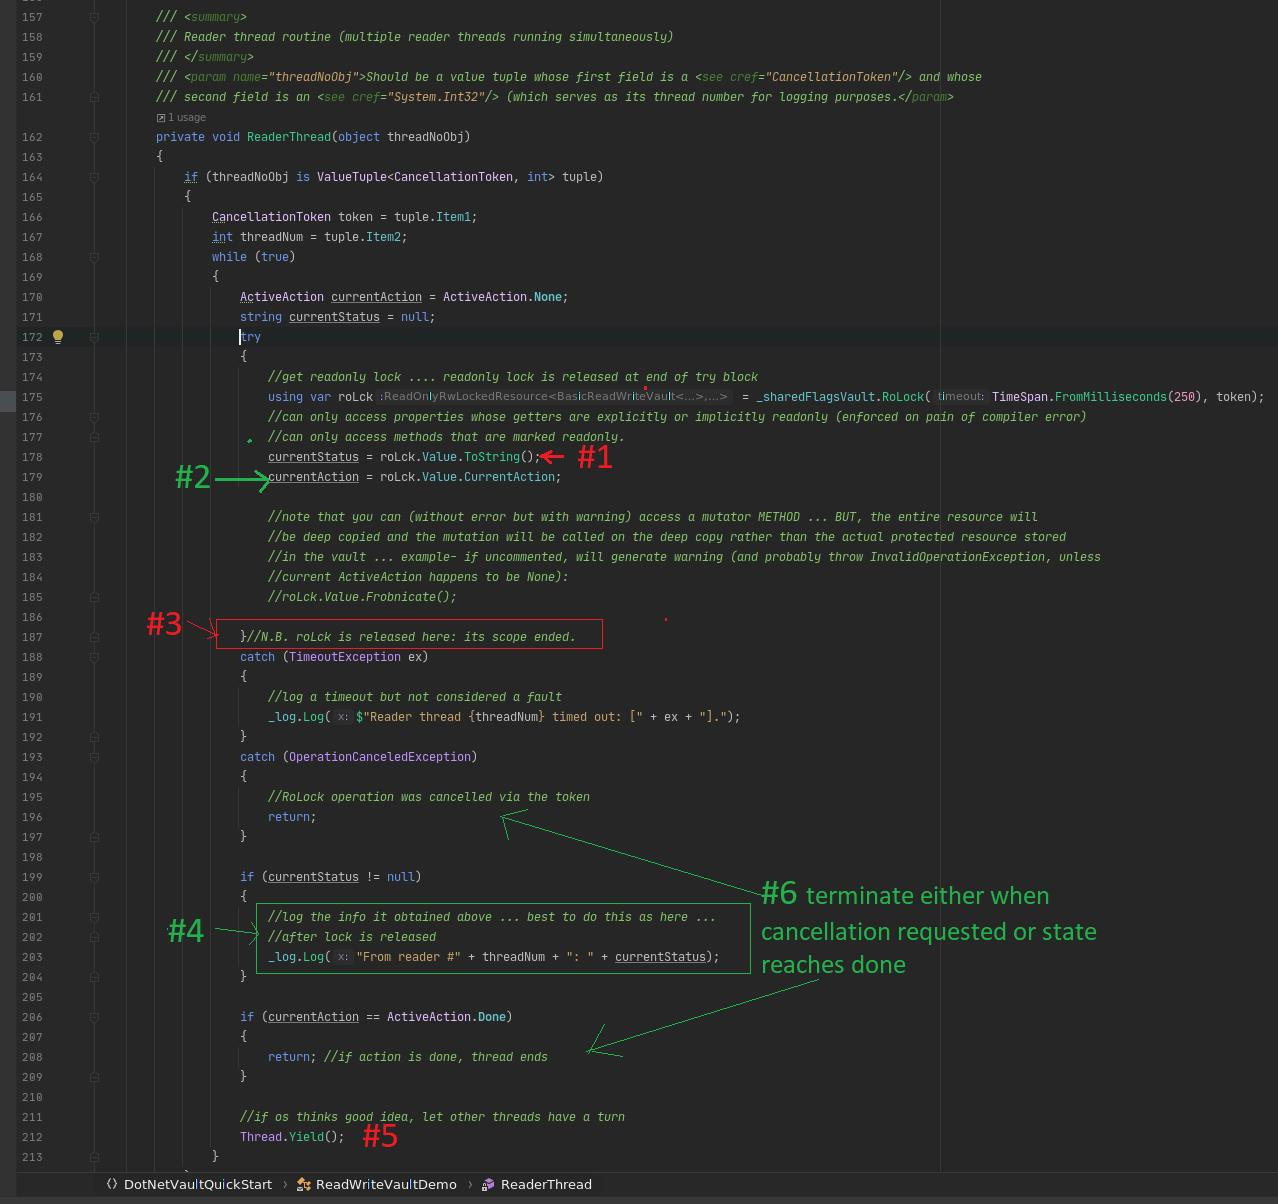 157 /// <summary>
158 /// Reader thread routine (multiple reader threads running simultaneously)
159 /// </summary>
160 /// <param name="threadNoObj">Should be a value tuple whose first field is a <see cref="CancellationToken"/> and whose
161 /// second field is an <see cref="System.Int32"/> (which serves as its thread number for logging purposes.</param>
1 usage
162 private void ReaderThread(object threadNoObj)
163 {
164 if (threadNoObj is ValueTuple<CancellationToken, int> tuple)
165 {
166 CancellationToken token = tuple.Item1;
167 int threadNum = tuple.Item2;
168 while (true)
169 {
170 ActiveAction currentAction = ActiveAction.None;
171 string currentStatus = null;
172 try
173 {
174 //get readonly lock .... readonly lock is released at end of try block
175 using var roLck :ReadOnlyRwLockedResource<BasicReadWriteVault<...>,...> = _sharedFlagsVault.RoLock( timeout: TimeSpan.FromMilliseconds(250), token);
176 //can only access properties whose getters are explicitly or implicitly readonly (enforced on pain of compiler error)
177 //can only access methods that are marked readonly.
178 currentStatus = roLck.Value.ToString(); #1
#2 179 currentAction = roLck.Value.CurrentAction;
180
181 //note that you can (without error but with warning) access a mutator METHOD ... BUT, the entire resource will
182 //be deep copied and the mutation will be called on the deep copy rather than the actual protected resource stored
183 //in the vault ... example- if uncommented, will generate warning (and probably throw InvalidOperationException, unless
184 //current ActiveAction happens to be None):
185 //roLck.Value.Frobnicate();
186
#3 187 }//N.B. roLck is released here: its scope ended.
188 catch (TimeoutException ex)
189 {
190 //log a timeout but not considered a fault
191 _log.Log( x: $"Reader thread {threadNum} timed out: [" + ex + "].");
192 }
193 catch (OperationCanceledException)
194 {
195 //RoLock operation was cancelled via the token
196 return;
197 }
198
199 if (currentStatus != null)
200 {
201 //log the info it obtained above ... best to do this as here ...
#4 202 //after lock is released
203 _log.Log( x: "From reader #" + threadNum + ": " + currentStatus);
204 }
205
206 if (currentAction == ActiveAction.Done)
207 {
208 return; //if action is done, thread ends
209 }
210
211 //if os thinks good idea, let other threads have a turn
212 Thread.Yield(); #5
213 }
#6 terminate either when
cancellation requested or state
reaches done
DotNetVaultQuickStart › ReadWriteVaultDemo › ReaderThread